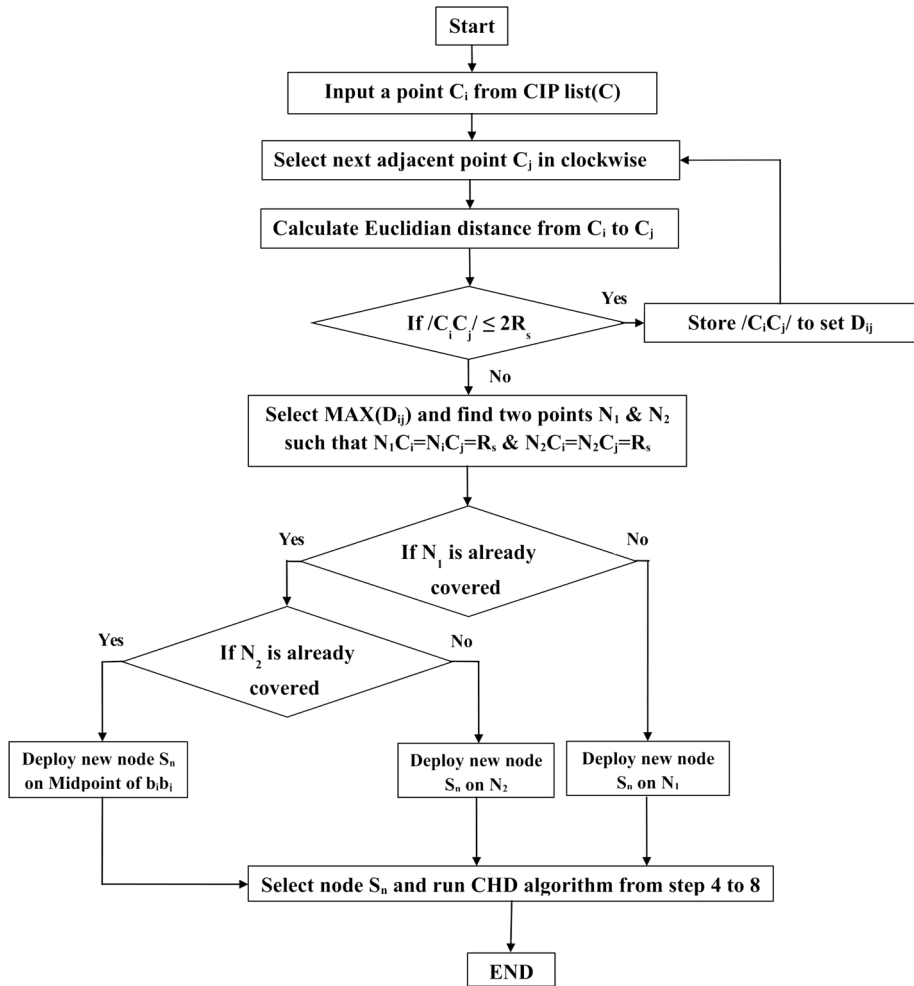 Start
Input a point Cᵢ from CIP list(C)
Select next adjacent point Cⱼ in clockwise
Calculate Euclidian distance from Cᵢ to Cⱼ
If /CᵢCⱼ/ ≤ 2Rₛ
Yes
Store /CᵢCⱼ/ to set Dᵢⱼ
No
Select MAX(Dᵢⱼ) and find two points N₁ & N₂
such that N₁Cᵢ=NᵢCⱼ=Rₛ & N₂Cᵢ=N₂Cⱼ=Rₛ
Yes
If N₁ is already
covered
No
Yes
If N₂ is already
covered
No
Deploy new node Sₙ
on Midpoint of bᵢbᵢ
Deploy new node
Sₙ on N₂
Deploy new node
Sₙ on N₁
Select node Sₙ and run CHD algorithm from step 4 to 8
END